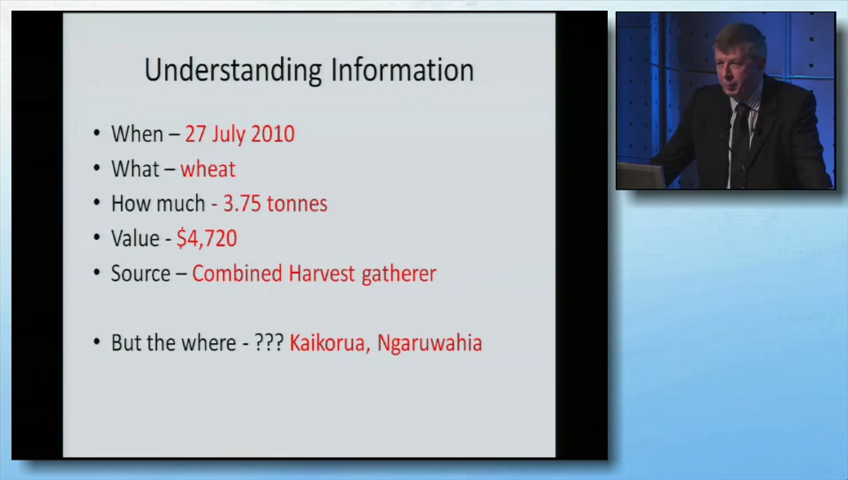 Understanding Information
• When – 27 July 2010
• What – wheat
• How much - 3.75 tonnes
• Value - $4,720
• Source – Combined Harvest gatherer
• But the where - ??? Kaikorua, Ngaruwahia